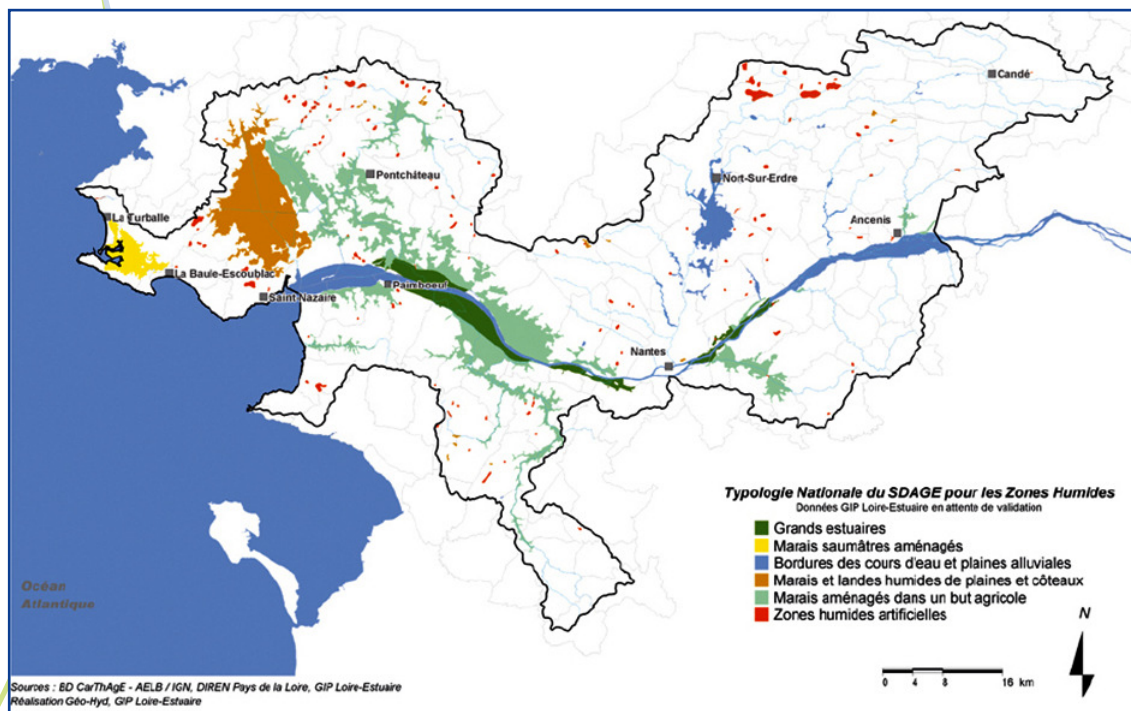 Candé
Pontchâteau
Nort-Sur-Erdre
La Turballe
Ancenis
La Baule-Escoublac
Paimboeuf
Saint-Nazaire
Nantes
Typologie Nationale du SDAGE pour les Zones Humides
Données GIP Loire-Estuaire en attente de validation
Grands estuaires
Marais saumâtres aménagés
Bordures des cours d'eau et plaines alluviales
Marais et landes humides de plaines et côteaux
Marais aménagés dans un but agricole
Zones humides artificielles
Océan
Atlantique
N
0 4 8 16 km
Sources : BD CarThAgE - AELB / IGN, DIREN Pays de la Loire, GIP Loire-Estuaire
Réalisation Géo-Hyd, GIP Loire-Estuaire